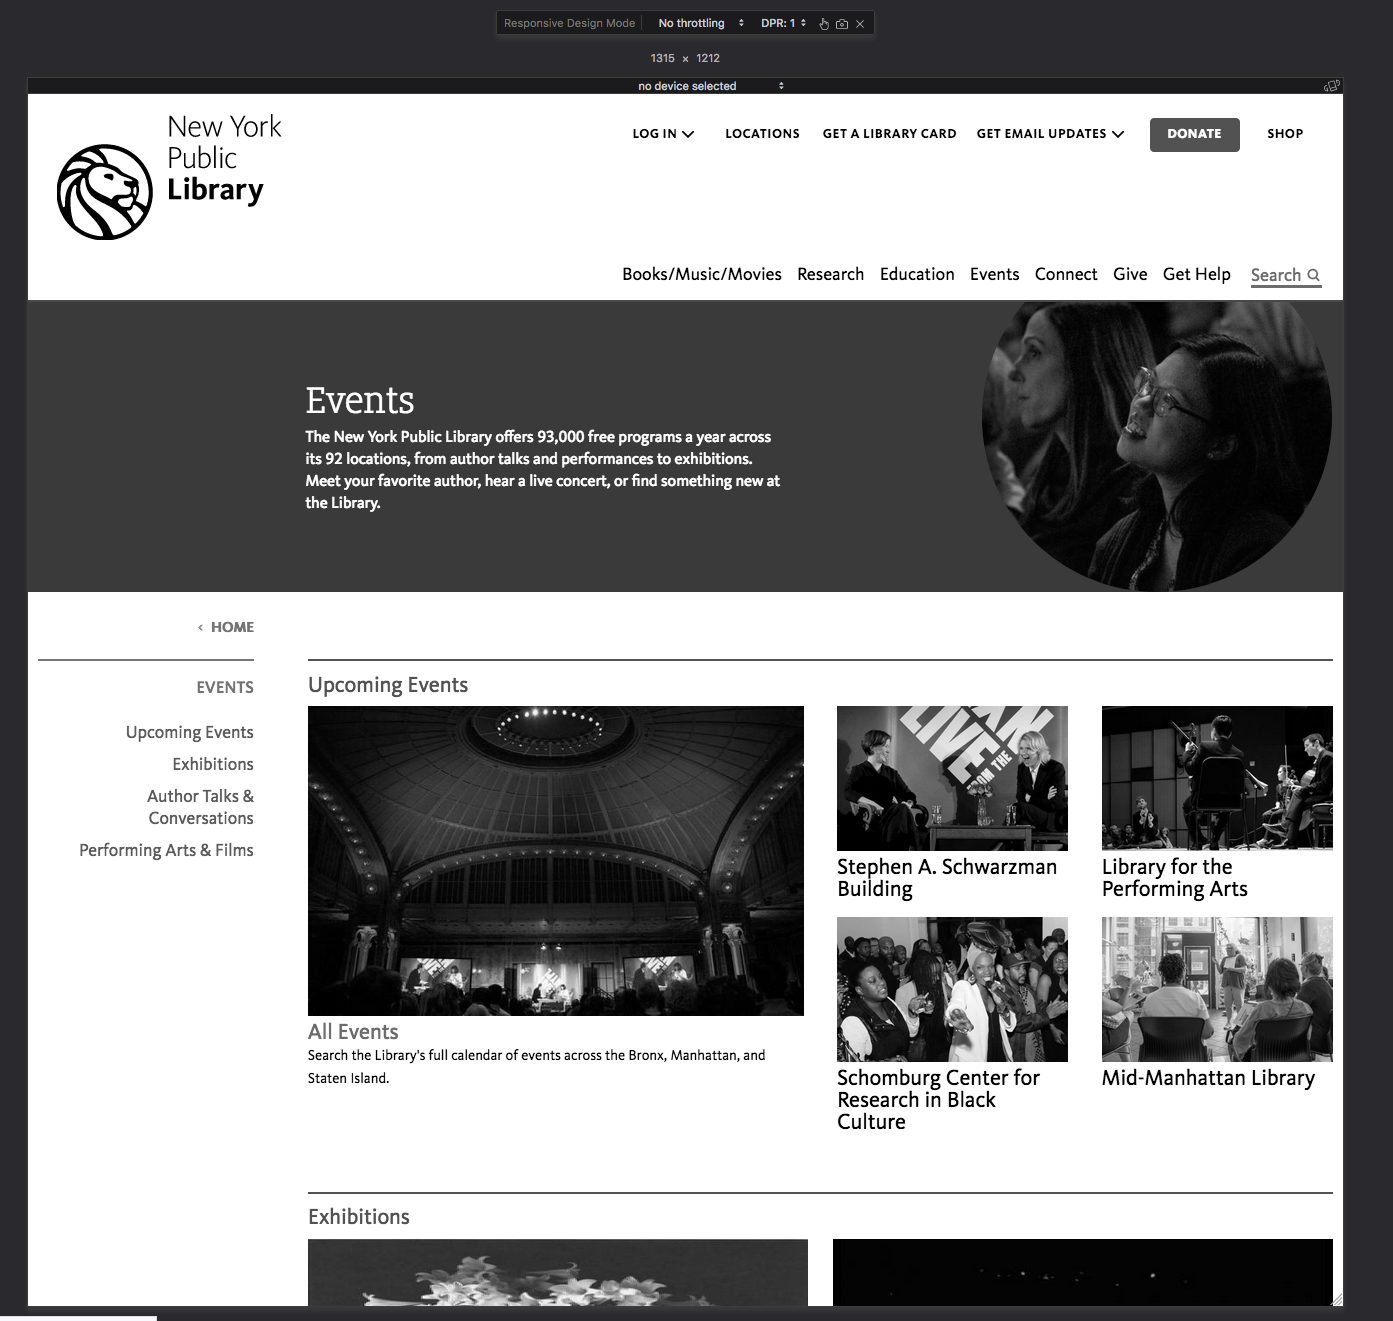 Responsive Design Mode No throttling DPR: 1
1315 × 1212
no device selected
New York
Public
Library
LOG IN LOCATIONS GET A LIBRARY CARD GET EMAIL UPDATES DONATE SHOP
Books/Music/Movies Research Education Events Connect Give Get Help Search
Events
The New York Public Library offers 93,000 free programs a year across
its 92 locations, from author talks and performances to exhibitions.
Meet your favorite author, hear a live concert, or find something new at
the Library.
‹ HOME
EVENTS
Upcoming Events
Exhibitions
Author Talks &
Conversations
Performing Arts & Films
Upcoming Events
LIVE
FROM THE
All Events
Search the Library's full calendar of events across the Bronx, Manhattan, and
Staten Island.
Stephen A. Schwarzman
Building
Library for the
Performing Arts
Schomburg Center for
Research in Black
Culture
Mid-Manhattan Library
Exhibitions